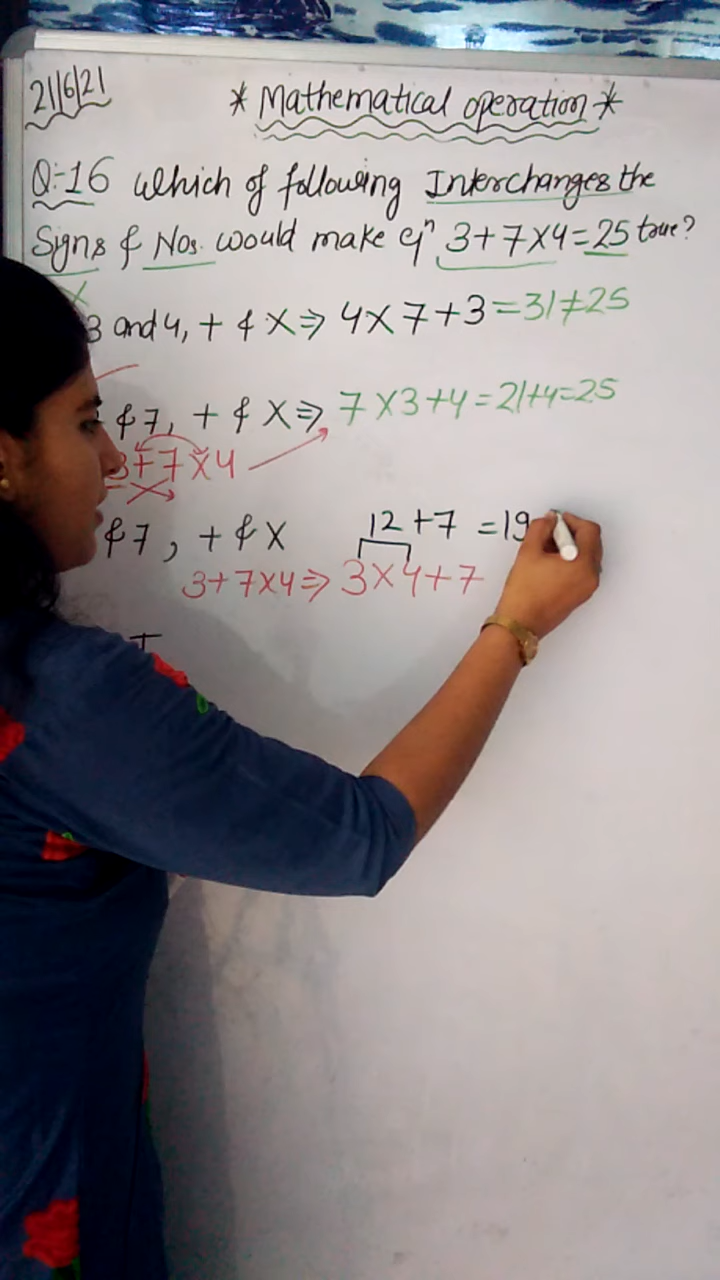 21/6/21
* Mathematical operation *
Q:-16 Which of following Interchanges the
Signs & Nos. would make eqⁿ 3+7×4=25 true?
3 and 4, + & × ⇒ 4×7+3 =31≠25
&7, + & × ⇒ 7×3+4=21+4=25
3+7×4
&7, + & × 12+7 =19
3+7×4 ⇒ 3×4+7